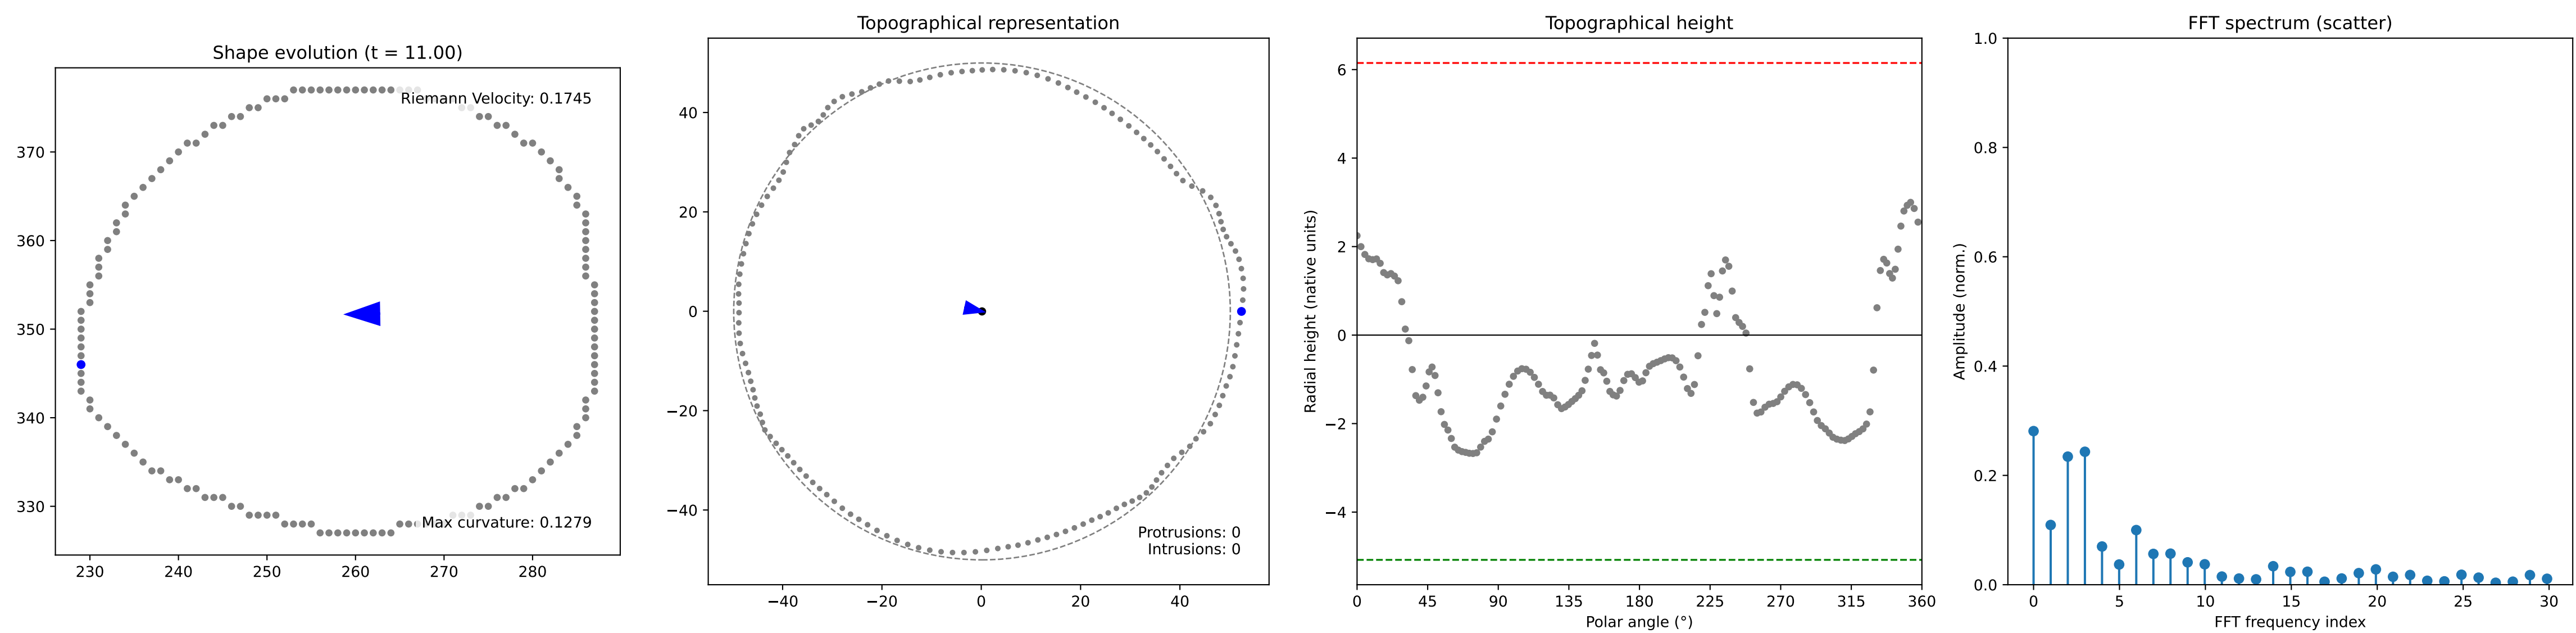 Shape evolution (t = 11.00)
Riemann Velocity: 0.1745
Max curvature: 0.1279
370
360
350
340
330
230 240 250 260 270 280
Topographical representation
40
20
0
−20
−40
Protrusions: 0
Intrusions: 0
−40 −20 0 20 40
Topographical height
Radial height (native units)
6
4
2
0
−2
−4
0 45 90 135 180 225 270 315 360
Polar angle (°)
FFT spectrum (scatter)
Amplitude (norm.)
1.0
0.8
0.6
0.4
0.2
0.0
0 5 10 15 20 25 30
FFT frequency index